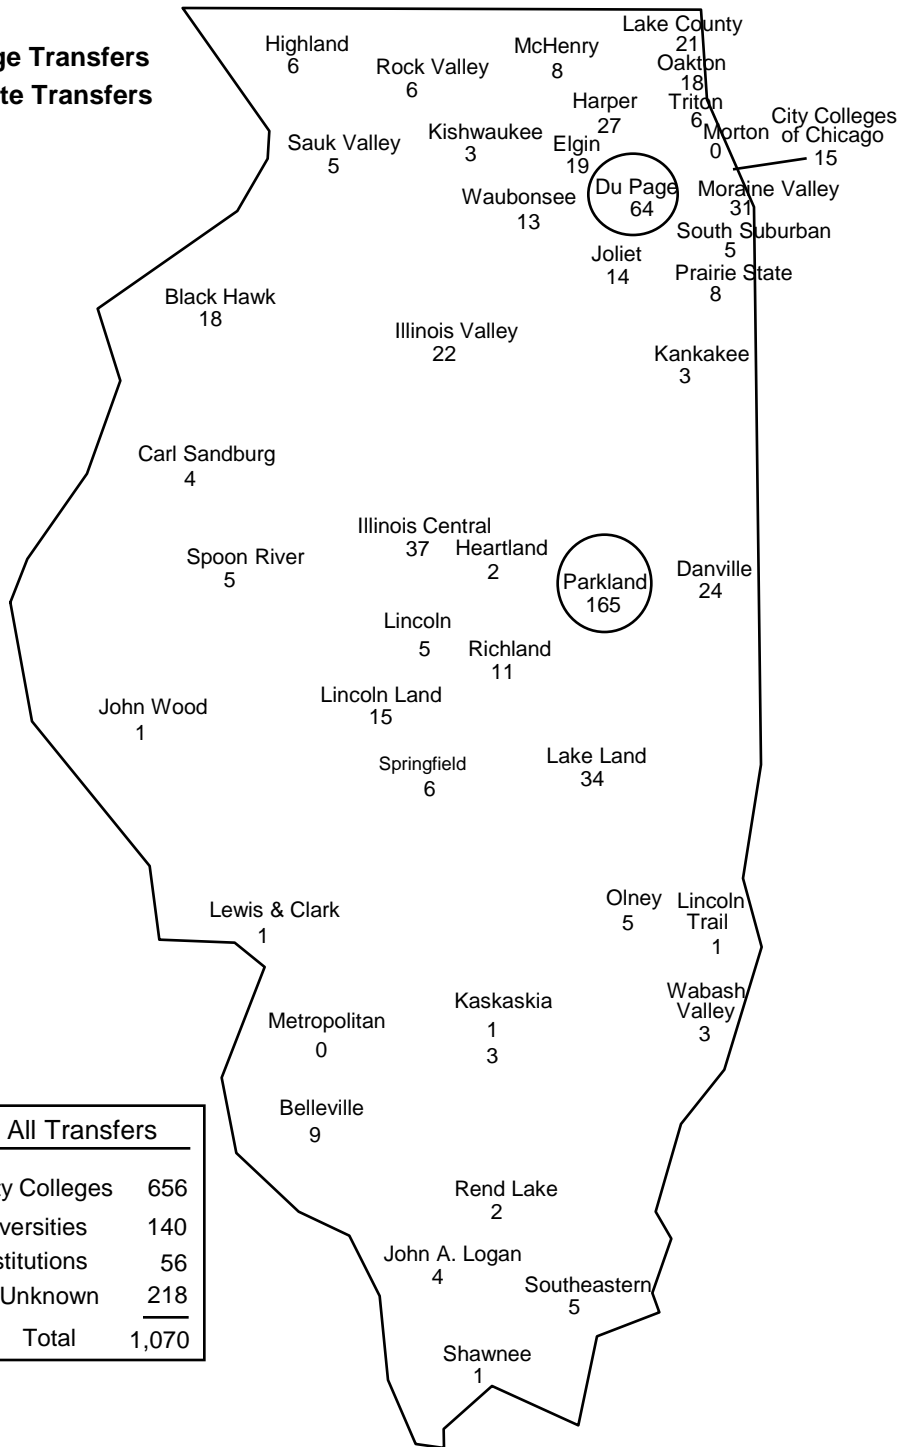 ge Transfers
te Transfers
Lake County
21
Highland
6
McHenry
8
Rock Valley
6
Oakton
18
Harper
27
Triton
6
City Colleges
of Chicago
15
Morton
0
Kishwaukee
3
Sauk Valley
5
Elgin
19
Du Page
64
Moraine Valley
31
Waubonsee
13
South Suburban
5
Joliet
14
Prairie State
8
Black Hawk
18
Illinois Valley
22
Kankakee
3
Carl Sandburg
4
Illinois Central
37
Heartland
2
Spoon River
5
Parkland
165
Danville
24
Lincoln
5
Richland
11
Lincoln Land
15
John Wood
1
Springfield
6
Lake Land
34
Olney
5
Lincoln
Trail
1
Lewis & Clark
1
Wabash
Valley
3
Kaskaskia
1
3
Metropolitan
0
Belleville
9
All Transfers
ty Colleges 656
versities 140
stitutions 56
Unknown 218
Total 1,070
Rend Lake
2
John A. Logan
4
Southeastern
5
Shawnee
1